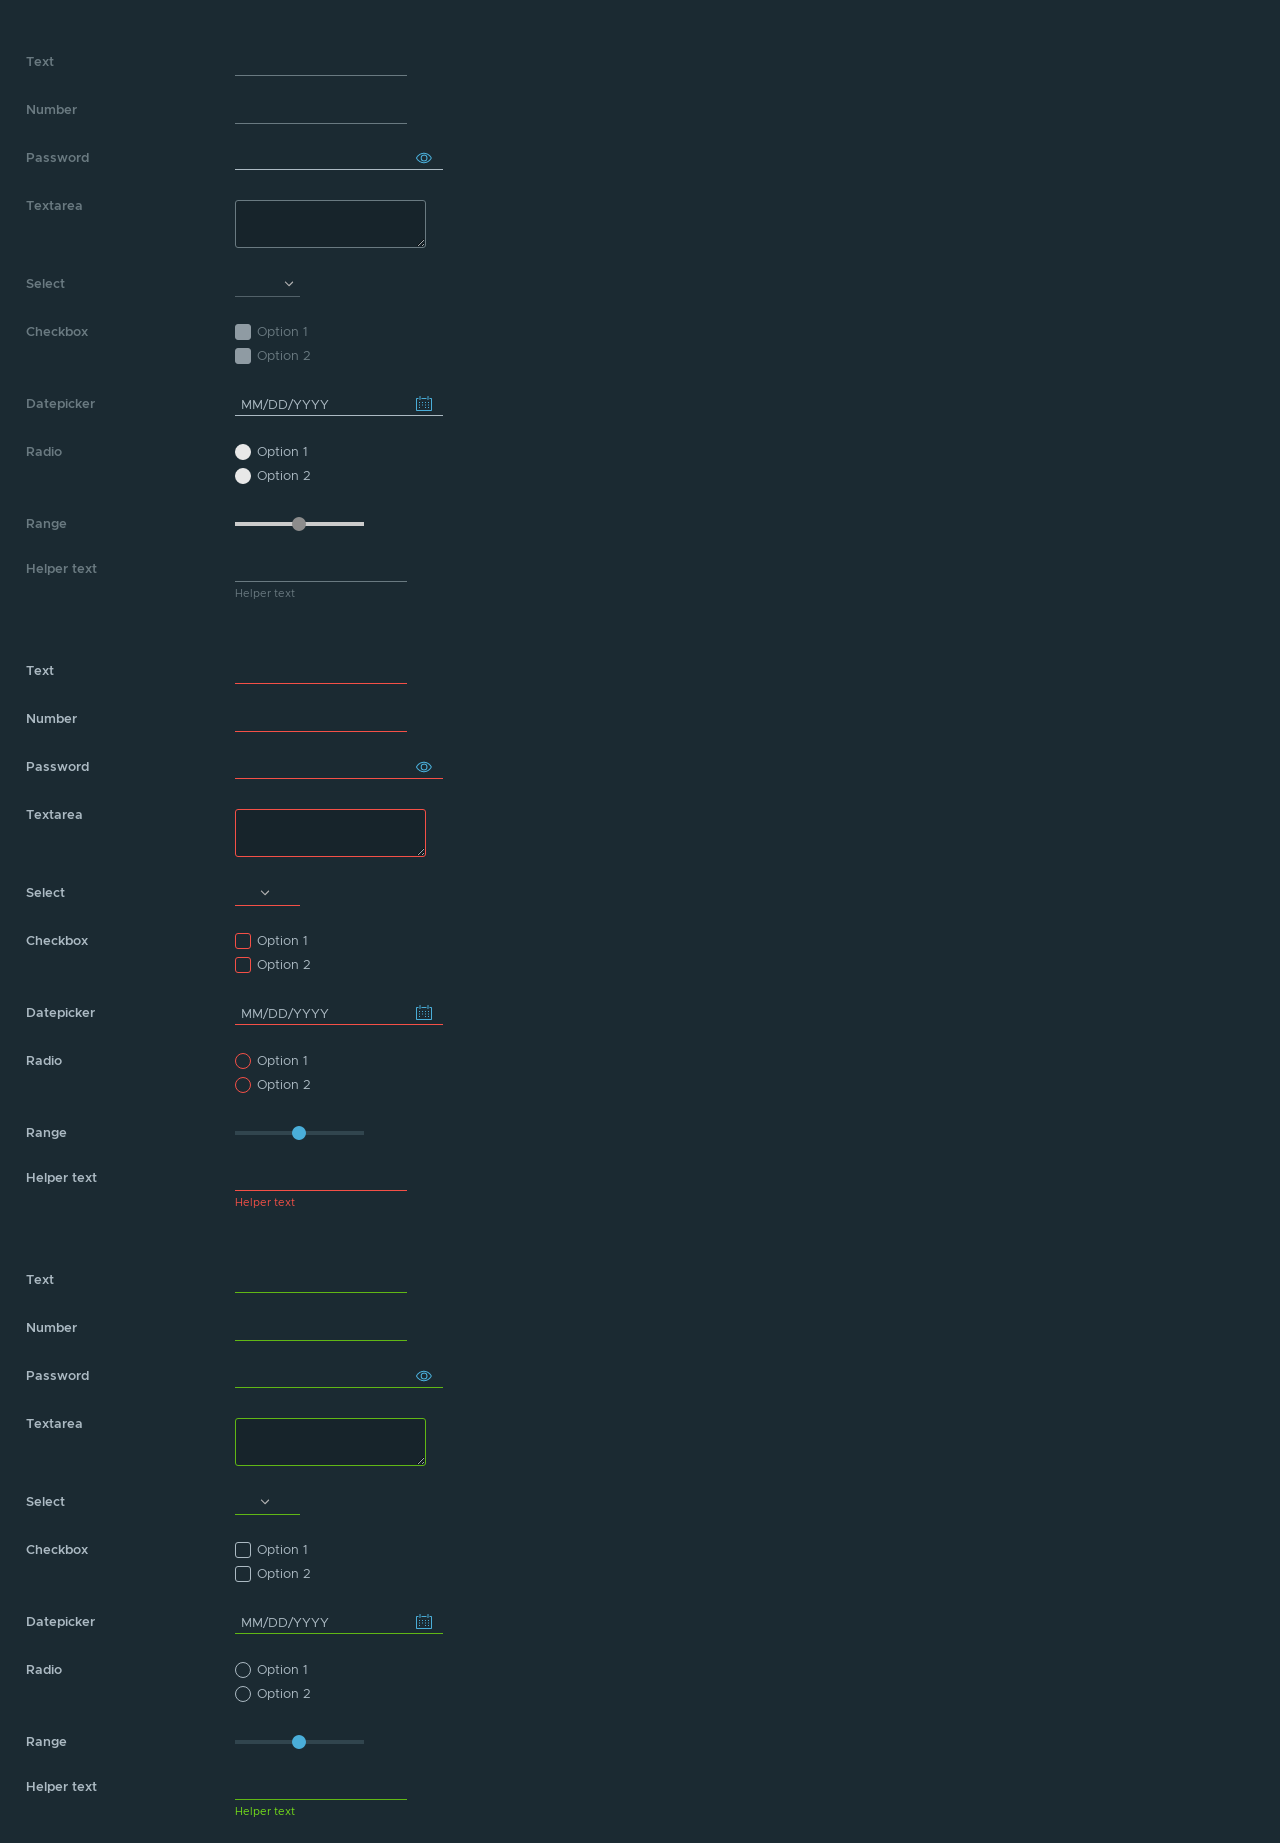 Text
Number
Password
Textarea
Select
Checkbox Option 1
Option 2
Datepicker MM/DD/YYYY
Radio Option 1
Option 2
Range
Helper text
Helper text
Text
Number
Password
Textarea
Select
Checkbox Option 1
Option 2
Datepicker MM/DD/YYYY
Radio Option 1
Option 2
Range
Helper text
Helper text
Text
Number
Password
Textarea
Select
Checkbox Option 1
Option 2
Datepicker MM/DD/YYYY
Radio Option 1
Option 2
Range
Helper text
Helper text